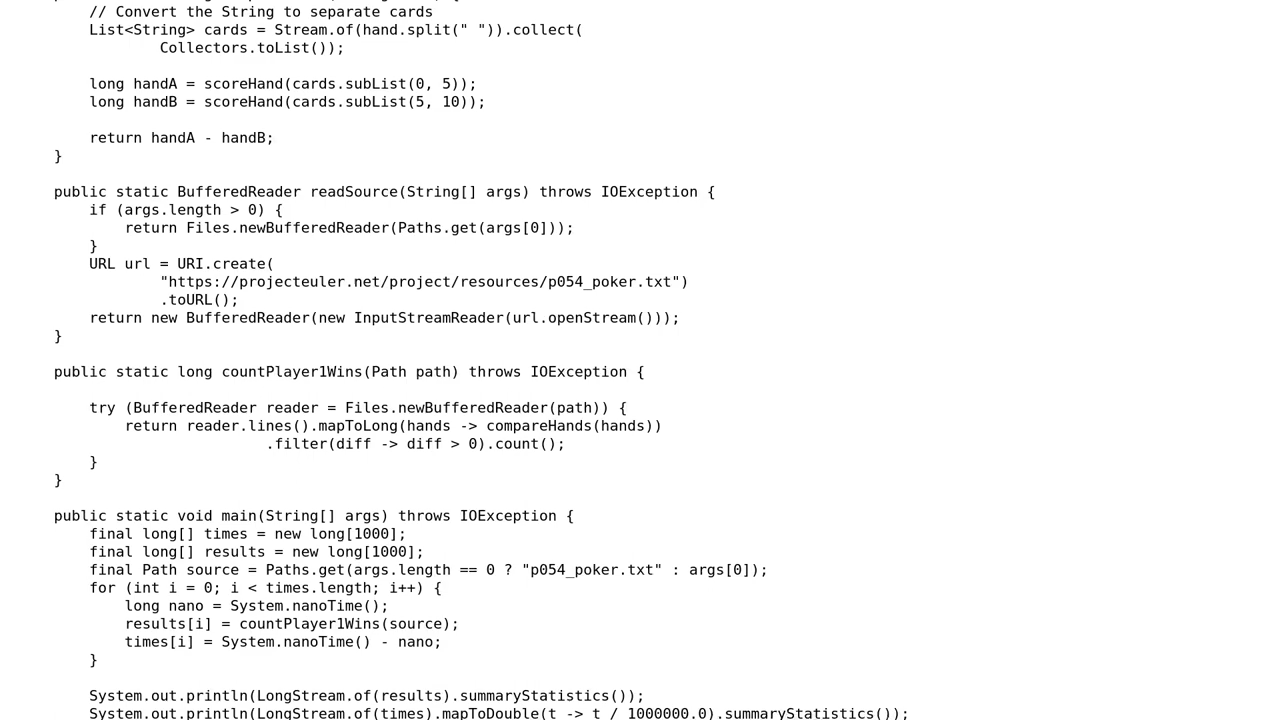 // Convert the String to separate cards
List<String> cards = Stream.of(hand.split(" ")).collect(
Collectors.toList());
long handA = scoreHand(cards.subList(0, 5));
long handB = scoreHand(cards.subList(5, 10));
return handA - handB;
}
public static BufferedReader readSource(String[] args) throws IOException {
if (args.length > 0) {
return Files.newBufferedReader(Paths.get(args[0]));
}
URL url = URI.create(
"https://projecteuler.net/project/resources/p054_poker.txt")
.toURL();
return new BufferedReader(new InputStreamReader(url.openStream()));
}
public static long countPlayer1Wins(Path path) throws IOException {
try (BufferedReader reader = Files.newBufferedReader(path)) {
return reader.lines().mapToLong(hands -> compareHands(hands))
.filter(diff -> diff > 0).count();
}
}
public static void main(String[] args) throws IOException {
final long[] times = new long[1000];
final long[] results = new long[1000];
final Path source = Paths.get(args.length == 0 ? "p054_poker.txt" : args[0]);
for (int i = 0; i < times.length; i++) {
long nano = System.nanoTime();
results[i] = countPlayer1Wins(source);
times[i] = System.nanoTime() - nano;
}
System.out.println(LongStream.of(results).summaryStatistics());
System.out.println(LongStream.of(times).mapToDouble(t -> t / 1000000.0).summaryStatistics());